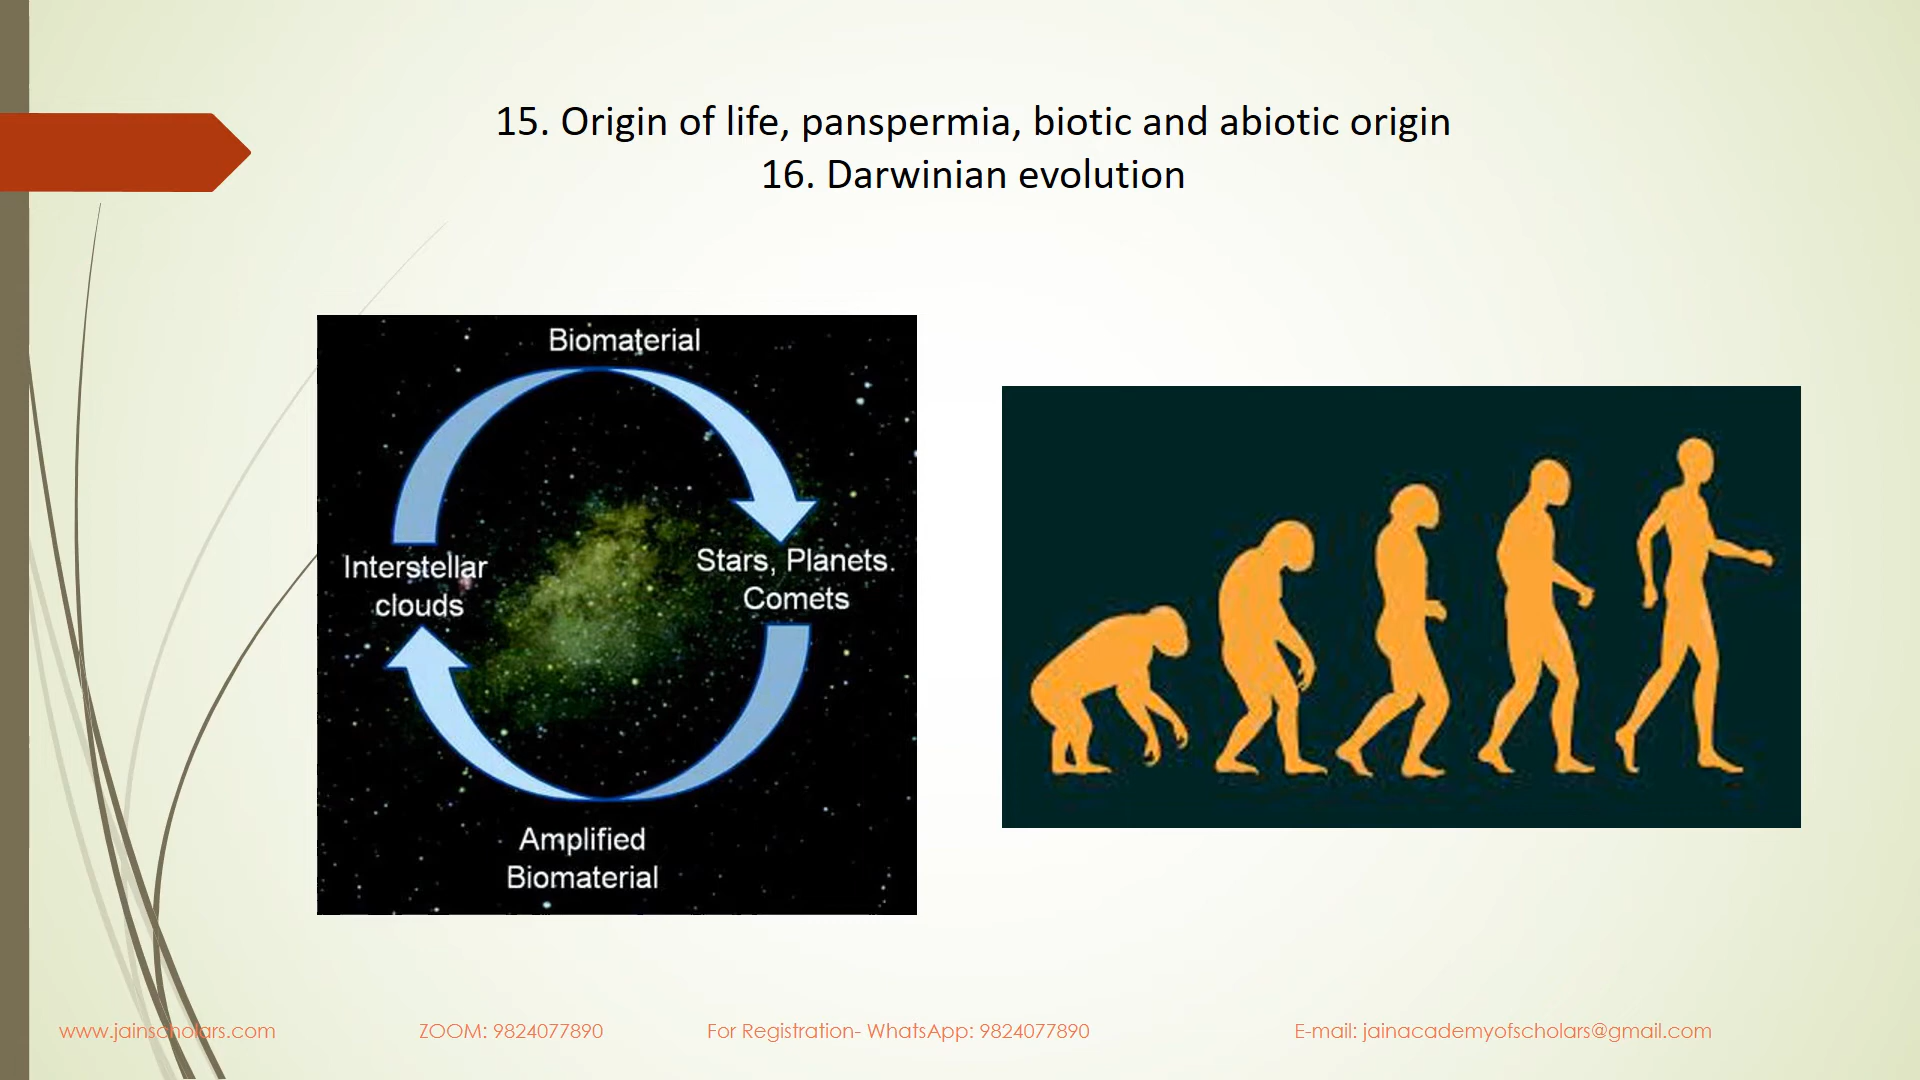 15. Origin of life, panspermia, biotic and abiotic origin
16. Darwinian evolution
Biomaterial
Interstellar
clouds
Stars, Planets.
Comets
Amplified
Biomaterial
www.jainscholars.com ZOOM: 9824077890 For Registration- WhatsApp: 9824077890 E-mail: jainacademyofscholars@gmail.com